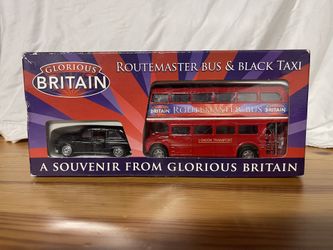 GLORIOUS
BRITAIN
ROUTEMASTER BUS & BLACK TAXI
BRITAIN ROUTEMASTER BUS BRITAIN
LONDON TRANSPORT
A SOUVENIR FROM GLORIOUS BRITAIN